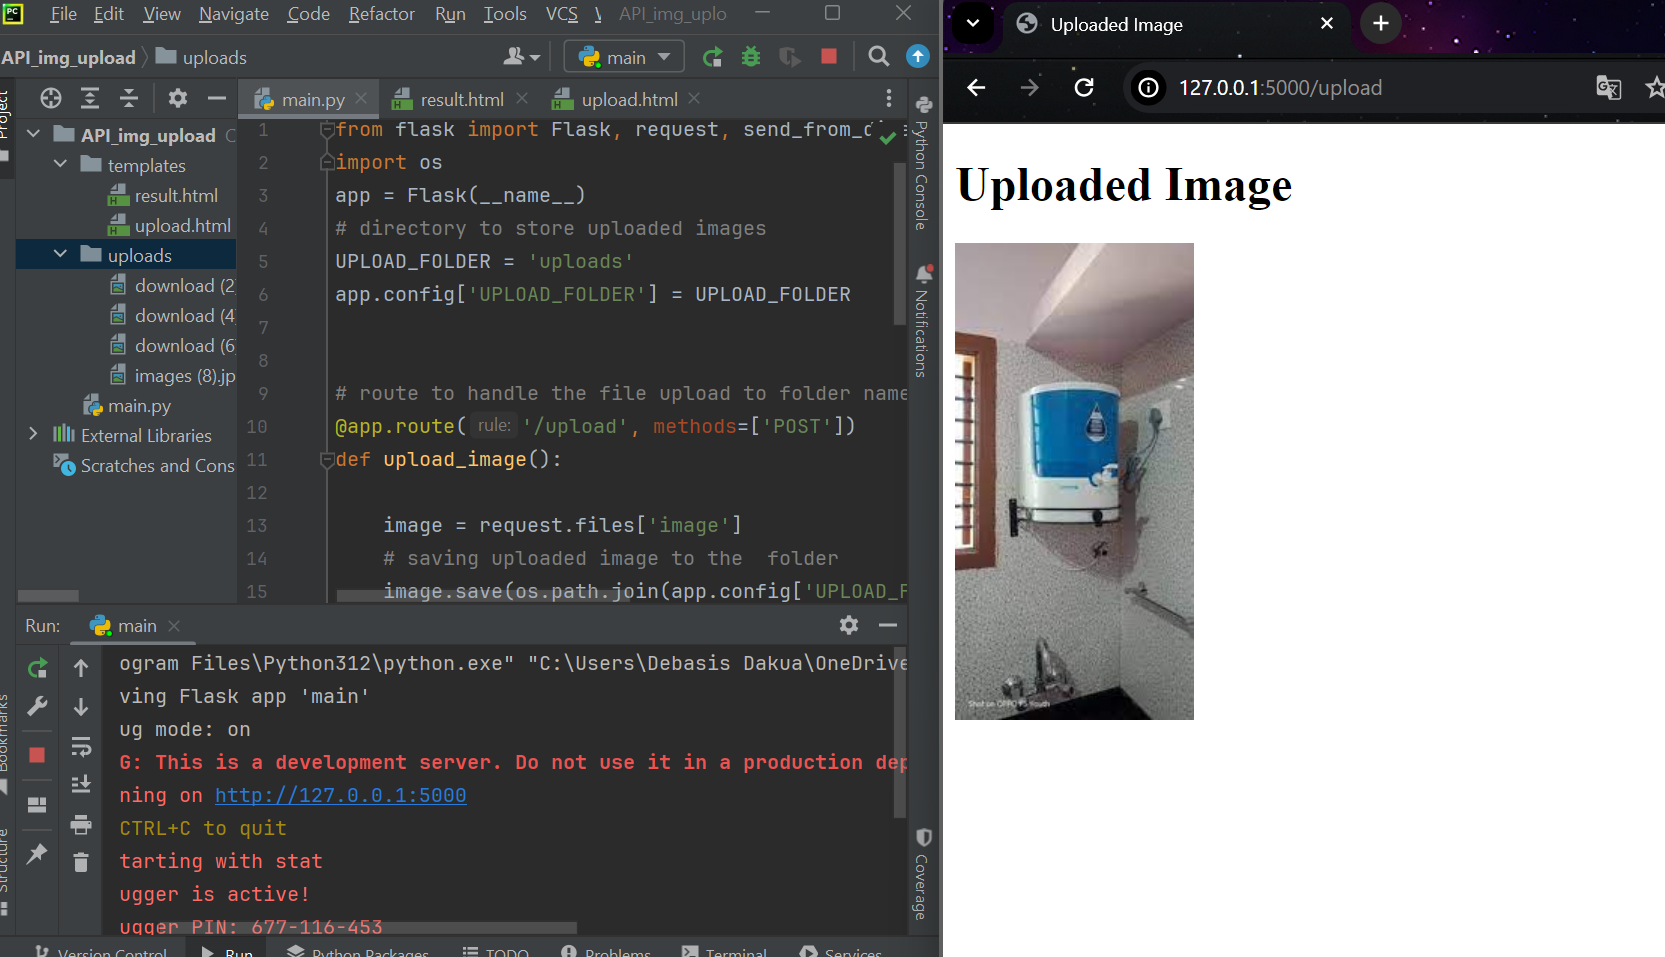 PC File Edit View Navigate Code Refactor Run Tools VCS API_img_uplo
API_img_upload uploads main
Project main.py result.html upload.html
API_img_upload
templates
result.html
upload.html
uploads
download (2
download (4
download (6
images (8).jp
main.py
External Libraries
Scratches and Cons
1 from flask import Flask, request, send_from_d
2 import os
3 app = Flask(__name__)
4 # directory to store uploaded images
5 UPLOAD_FOLDER = 'uploads'
6 app.config['UPLOAD_FOLDER'] = UPLOAD_FOLDER
7
8
9 # route to handle the file upload to folder name
10 @app.route( rule: '/upload', methods=['POST'])
11 def upload_image():
12
13 image = request.files['image']
14 # saving uploaded image to the  folder
15 image.save(os.path.join(app.config['UPLOAD_F
Python Console
Notifications
Coverage
Run: main
ogram Files\Python312\python.exe" "C:\Users\Debasis Dakua\OneDrive
ving Flask app 'main'
ug mode: on
G: This is a development server. Do not use it in a production dep
ning on http://127.0.0.1:5000
CTRL+C to quit
tarting with stat
ugger is active!
ugger PIN: 677-116-453
Bookmarks
Structure
Version Control Run Python Packages TODO Problems Terminal Services
Uploaded Image
127.0.0.1:5000/upload
Uploaded Image
Shot on OPPO F5 Youth